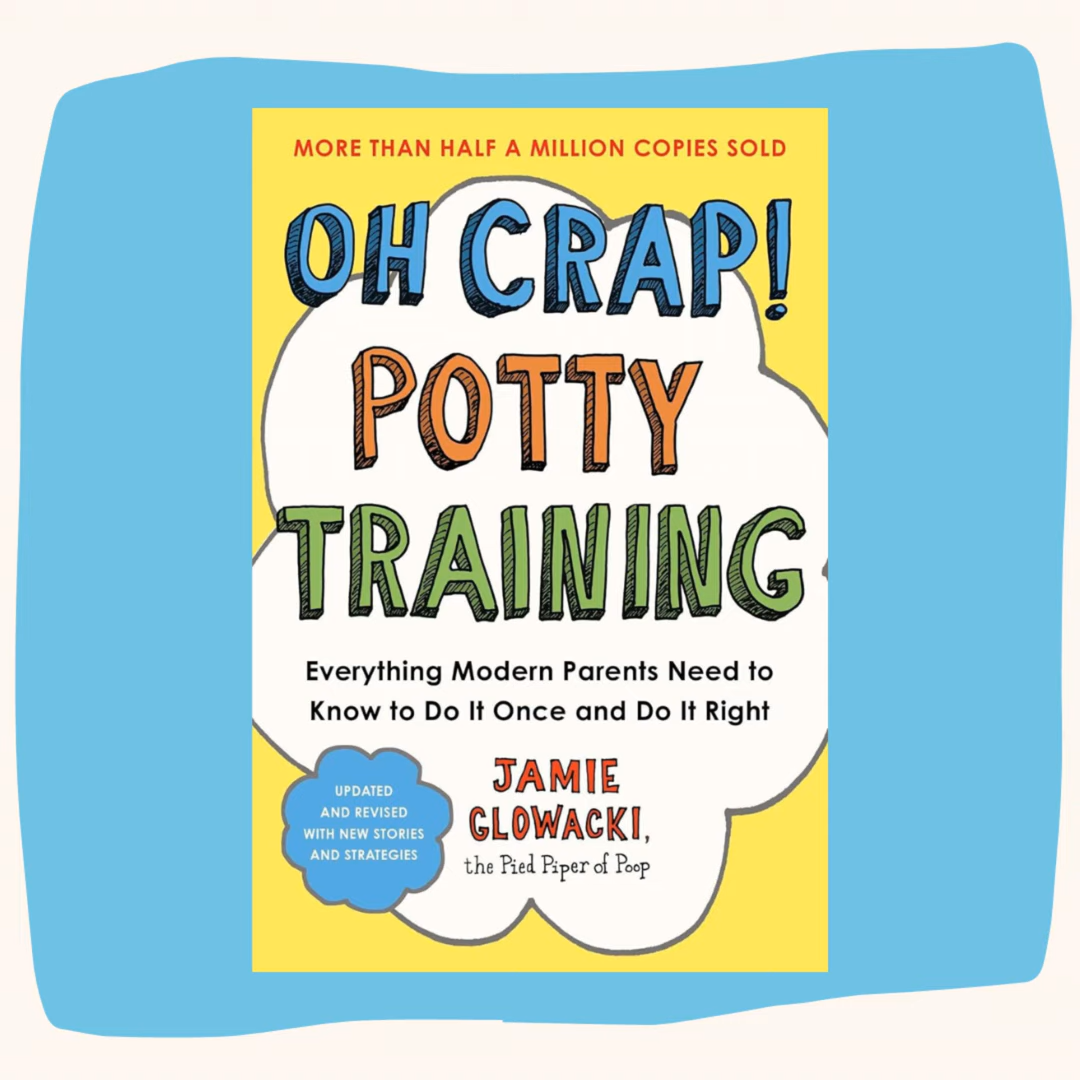 MORE THAN HALF A MILLION COPIES SOLD
OH CRAP!
POTTY
TRAINING
Everything Modern Parents Need to
Know to Do It Once and Do It Right
UPDATED
AND REVISED
WITH NEW STORIES
AND STRATEGIES
JAMIE
GLOWACKI,
the Pied Piper of Poop